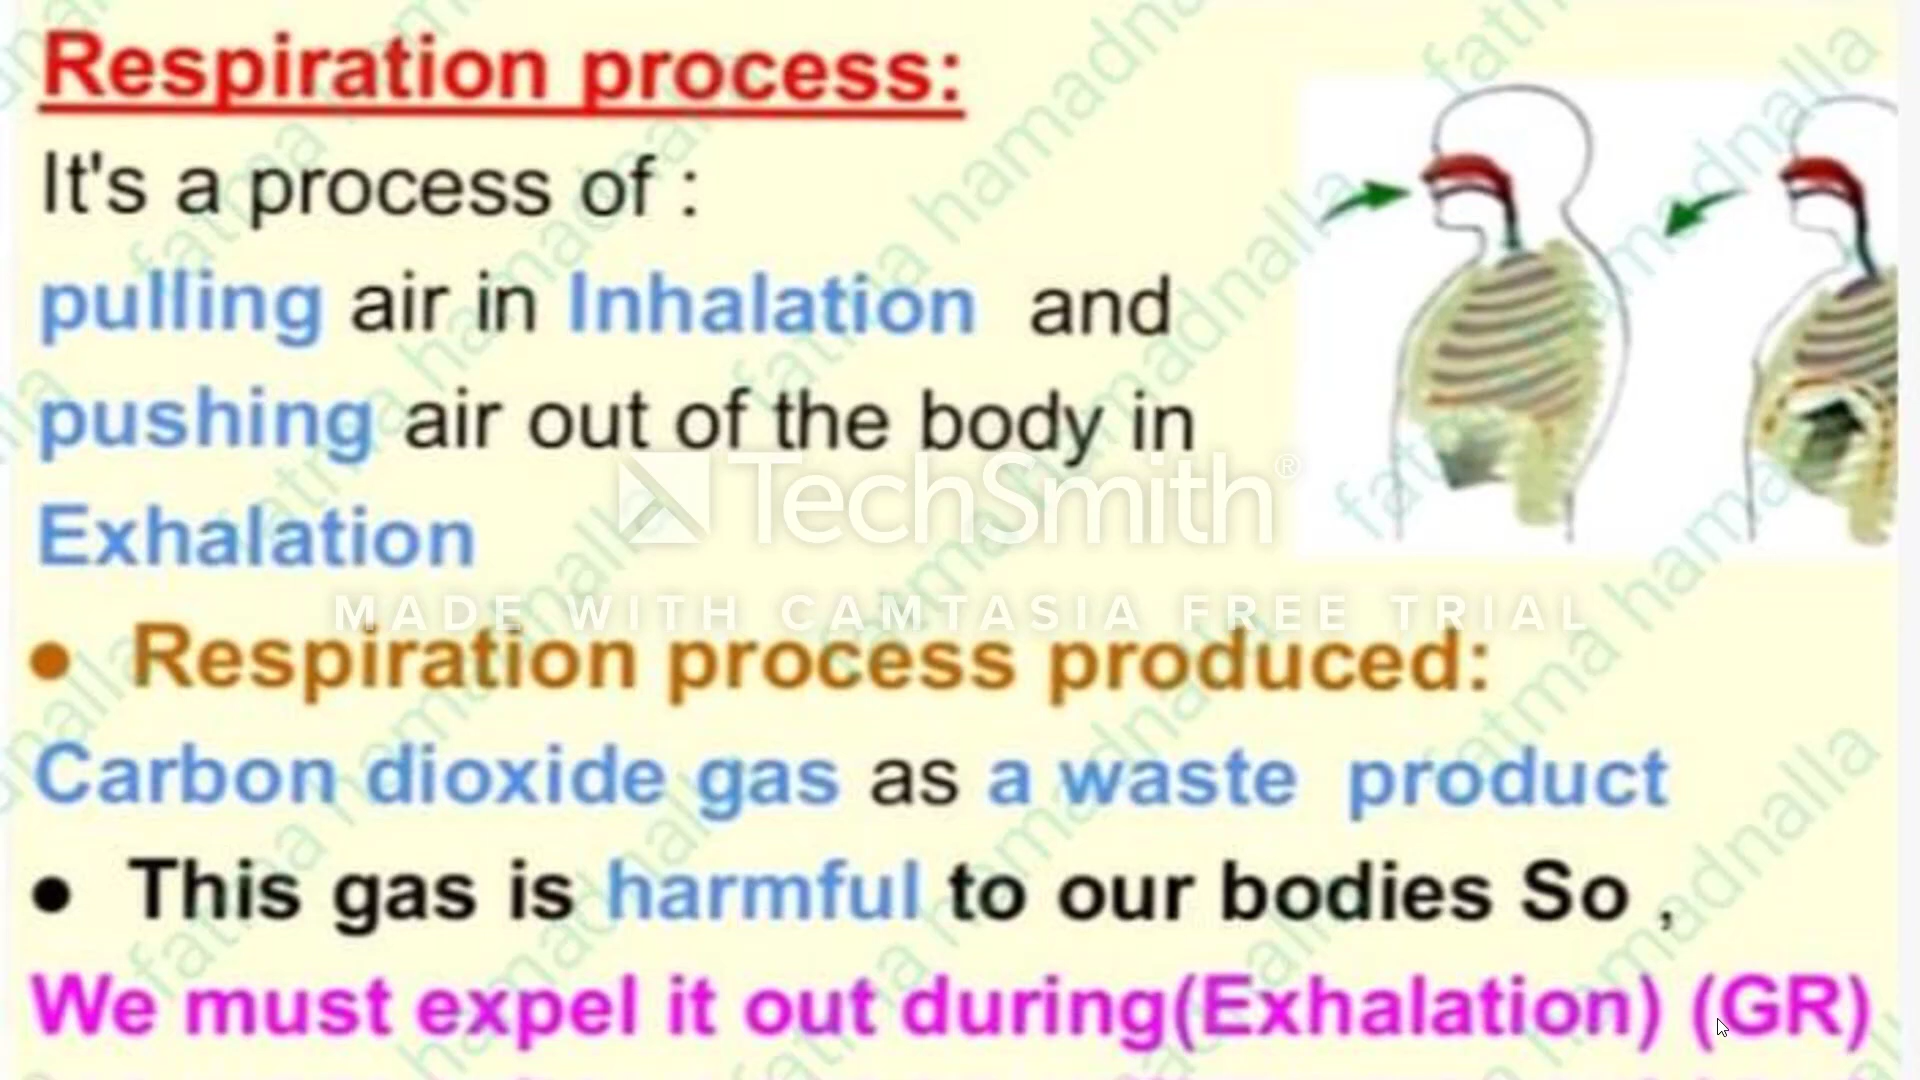 Respiration process:
It's a process of :
pulling air in Inhalation and
pushing air out of the body in
Exhalation
TechSmith®
MADE WITH CAMTASIA FREE TRIAL
● Respiration process produced:
Carbon dioxide gas as a waste product
● This gas is harmful to our bodies So ,
We must expel it out during(Exhalation) (GR)
fatma hamadnalla